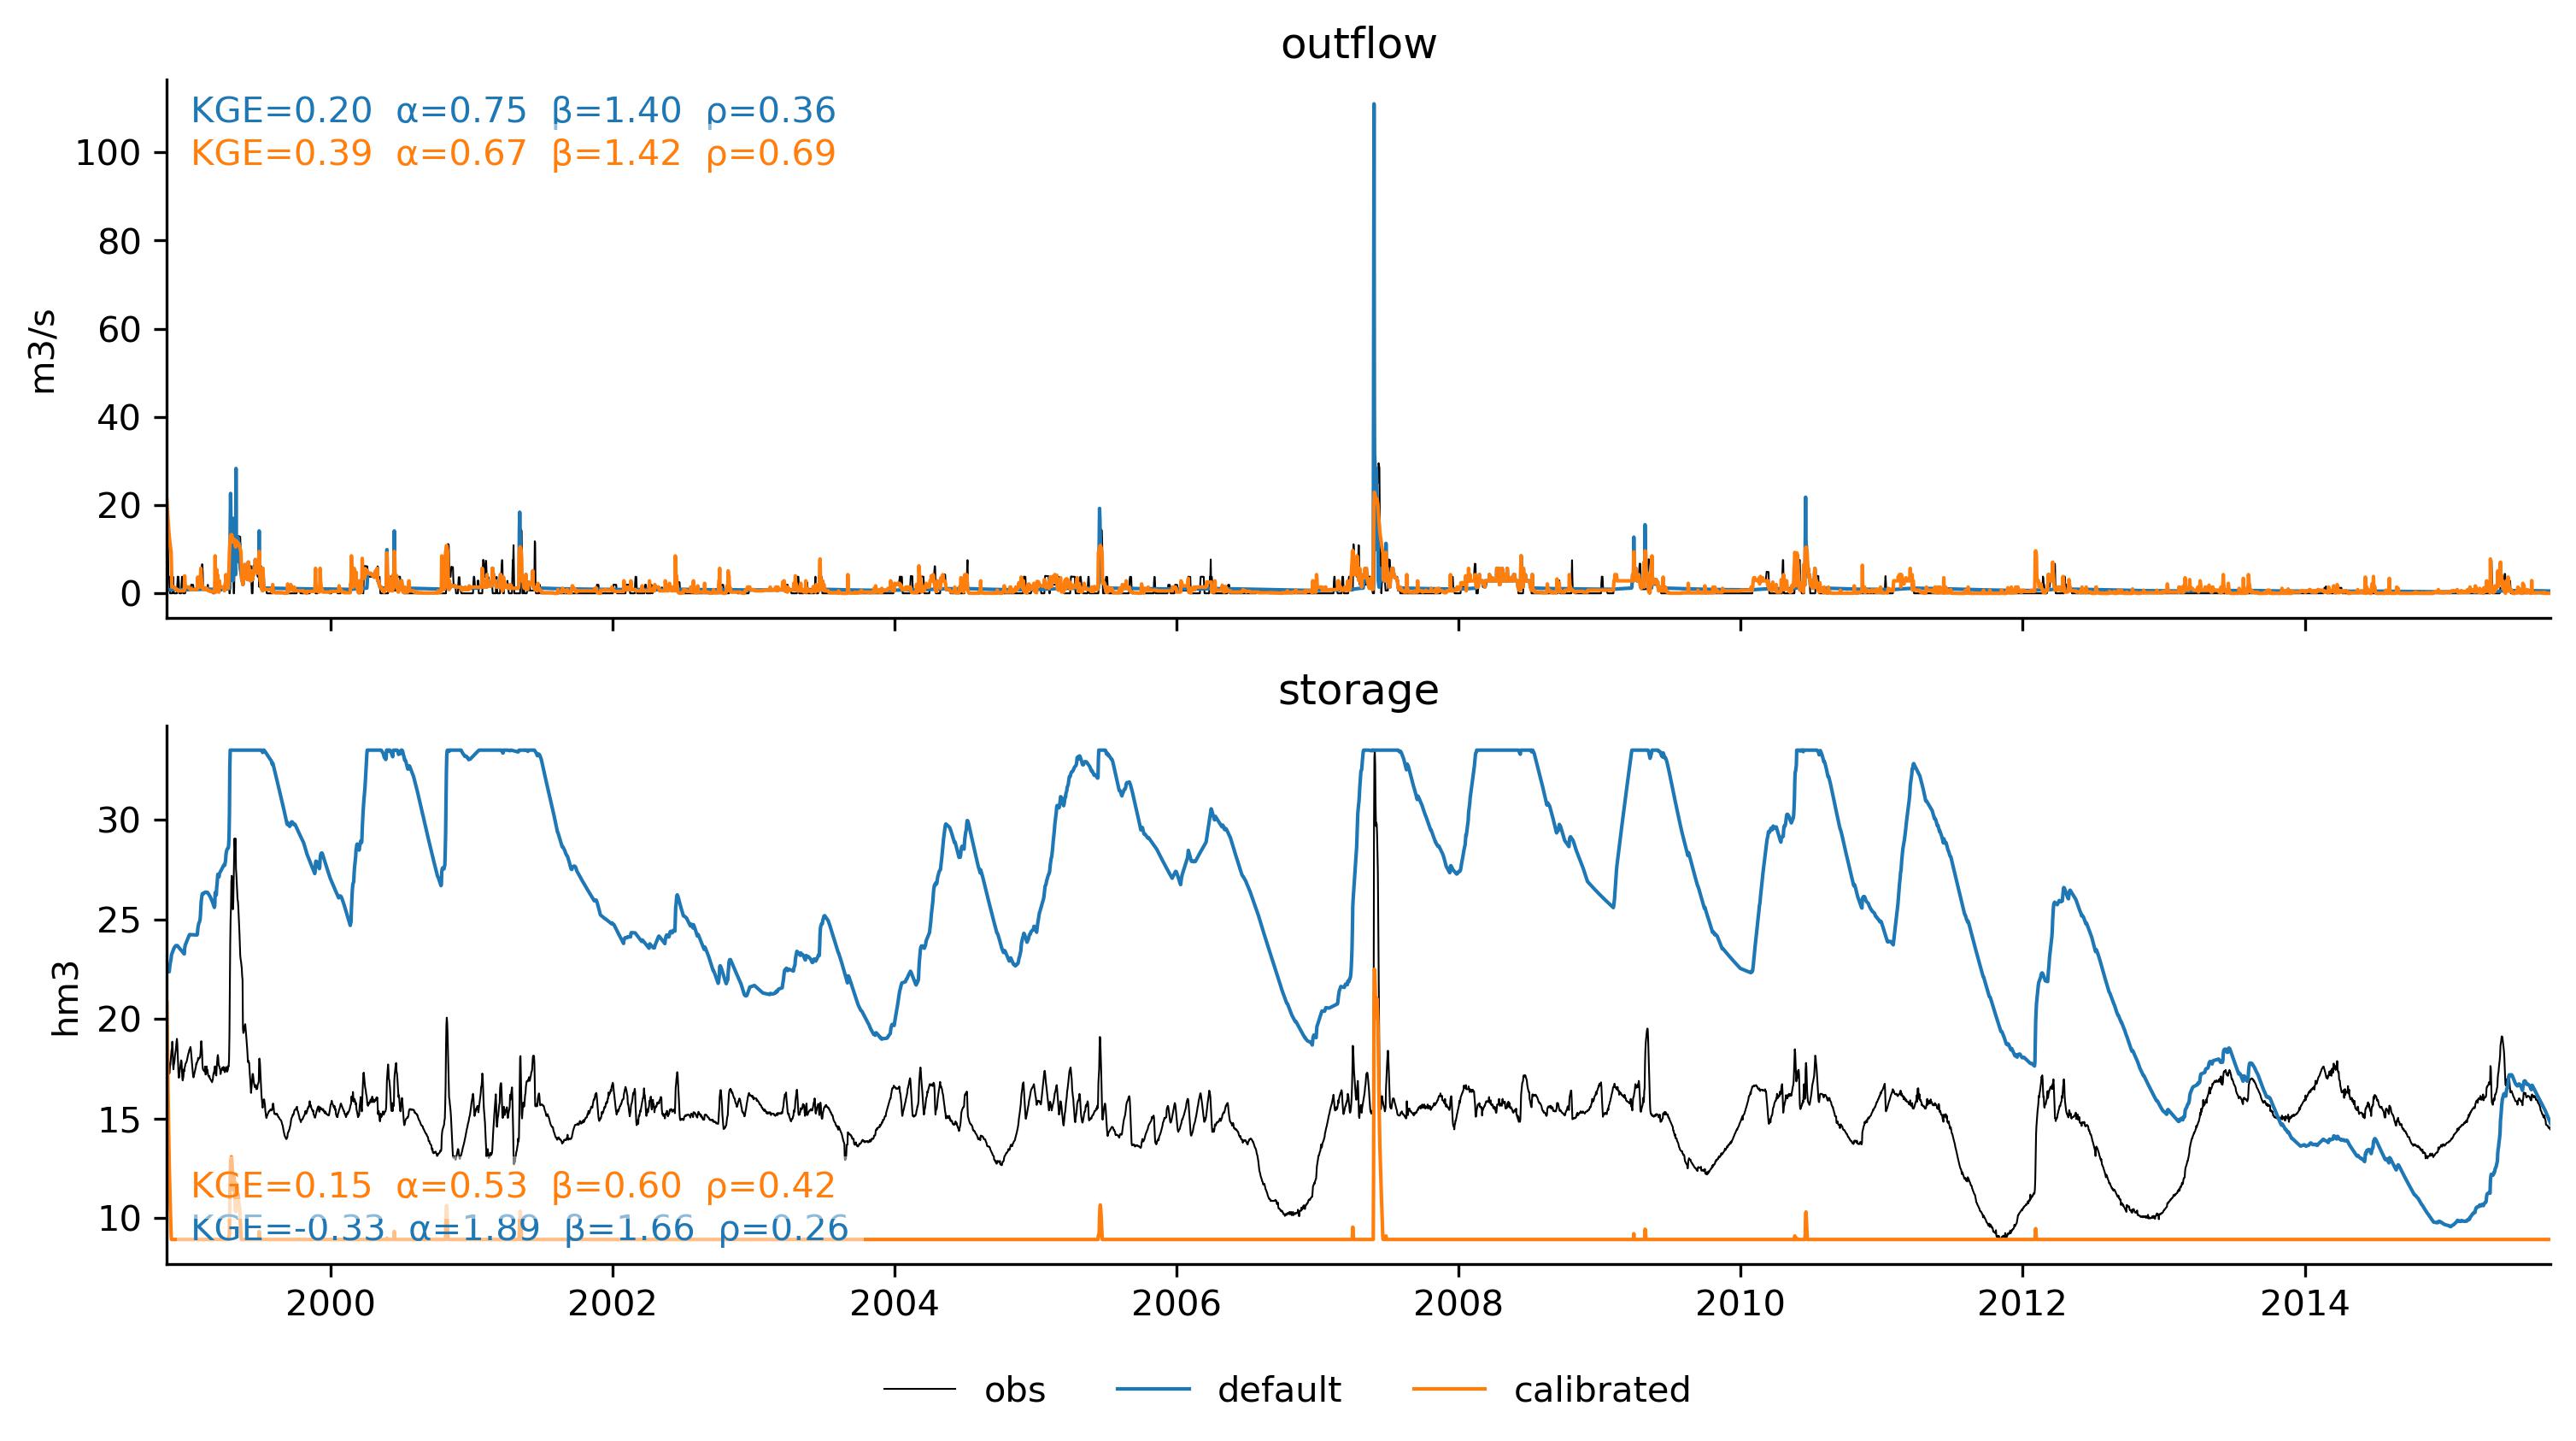 outflow
KGE=0.20 α=0.75 β=1.40 ρ=0.36
KGE=0.39 α=0.67 β=1.42 ρ=0.69
100
80
60
40
20
0
m3/s
2000 2002 2004 2006 2008 2010 2012 2014
storage
30
25
20
15
10
hm3
KGE=0.15 α=0.53 β=0.60 ρ=0.42
KGE=-0.33 α=1.89 β=1.66 ρ=0.26
obs default calibrated